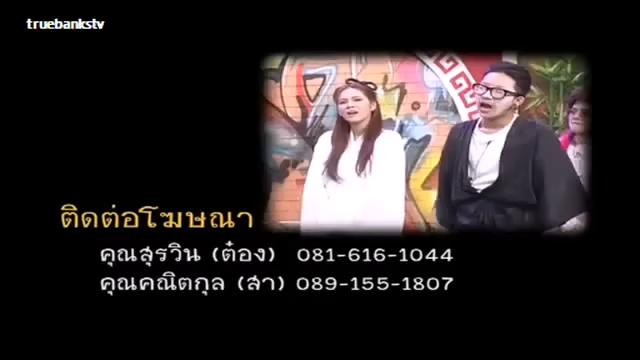 truebankstv
ติดต่อโฆษณา
คุณสุรวิน (ต๋อง) 081-616-1044
คุณคณิตกุล (สา) 089-155-1807